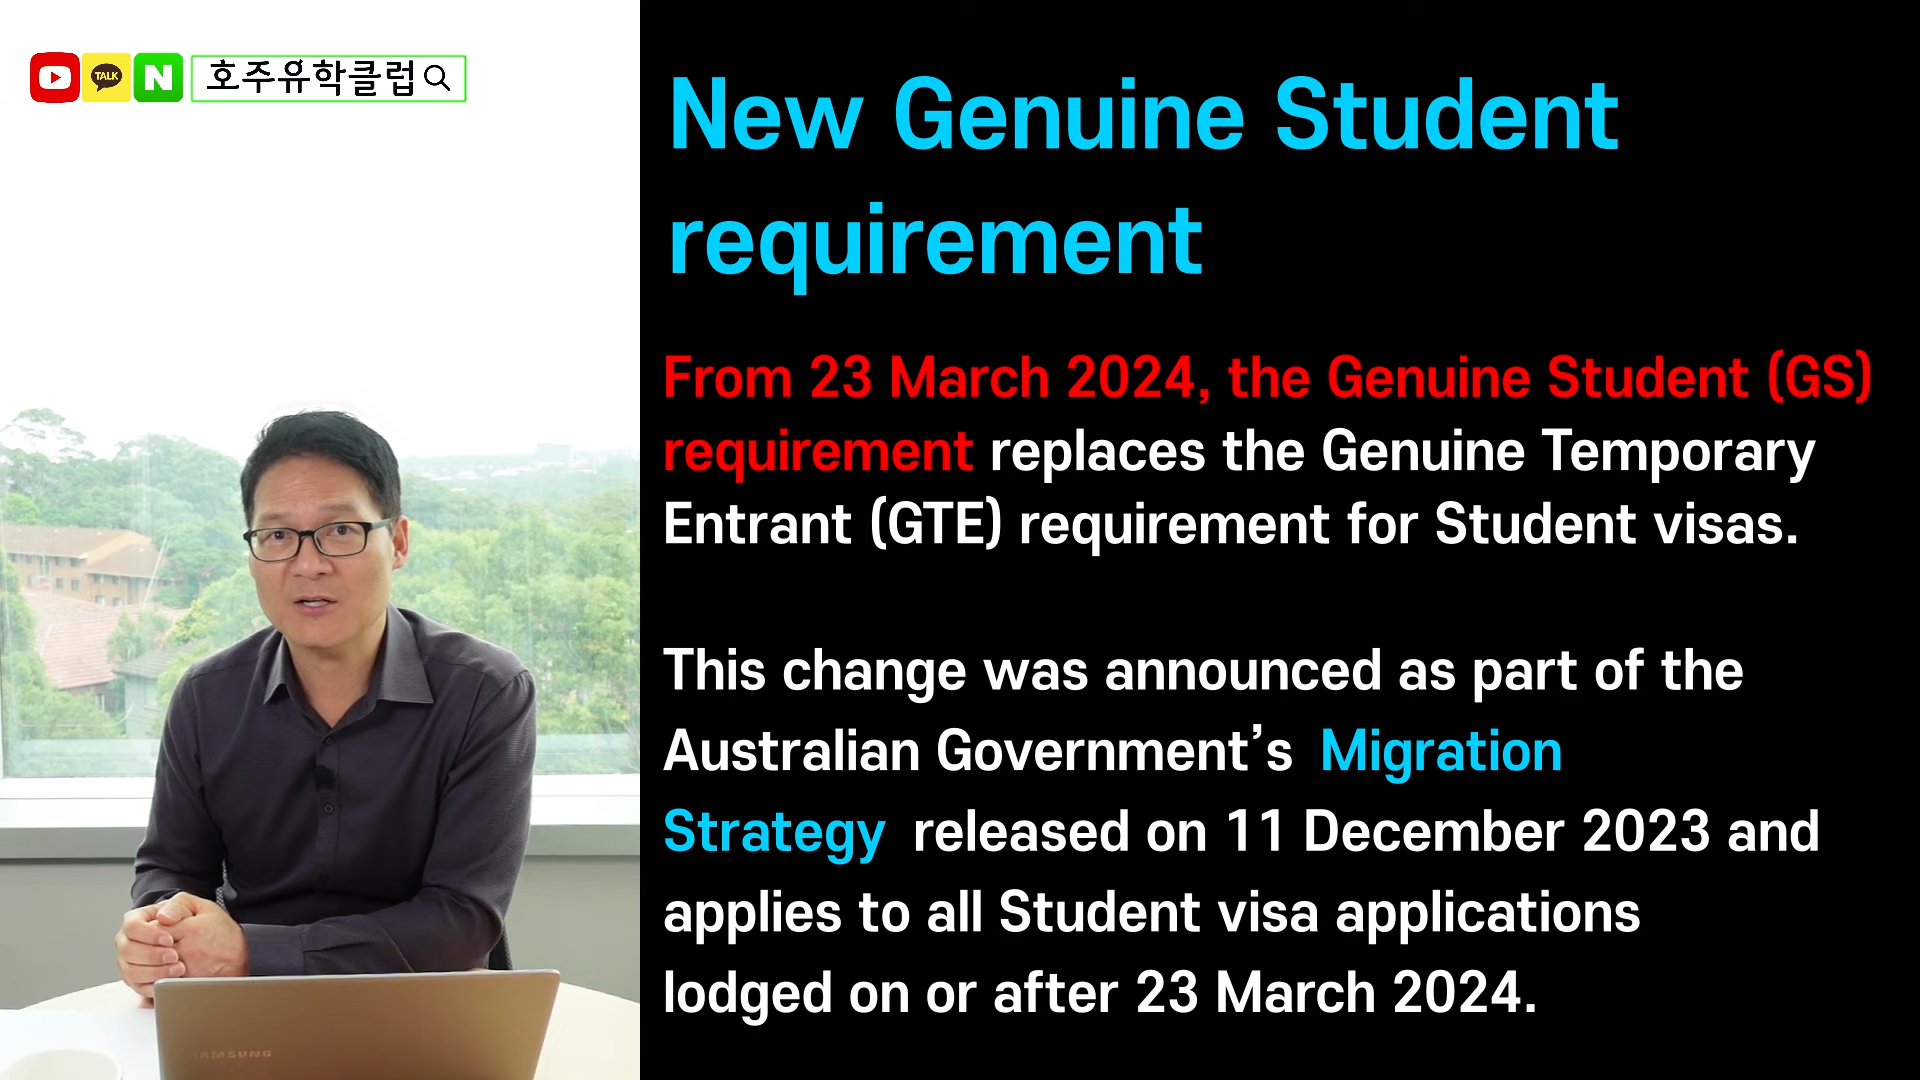 TALK
N
호주유학클럽
New Genuine Student
requirement
From 23 March 2024, the Genuine Student (GS)
requirement replaces the Genuine Temporary
Entrant (GTE) requirement for Student visas.
This change was announced as part of the
Australian Government’s Migration
Strategy released on 11 December 2023 and
applies to all Student visa applications
lodged on or after 23 March 2024.
SAMSUNG